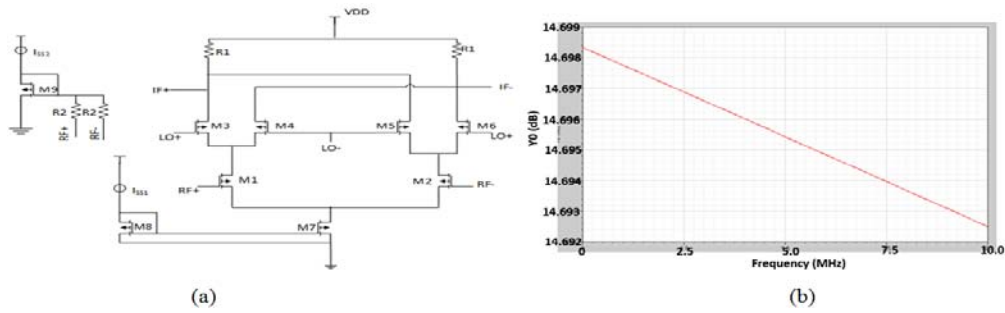 (a)
VDD
R1
R1
I_SS2
M9
R2
R2
RF+
RF-
IF+
IF-
M3
M4
M5
M6
LO+
LO-
LO+
M1
M2
RF+
RF-
I_SS1
M8
M7
(a)
(b)
14.699
14.698
14.697
14.696
14.695
14.694
14.693
14.692
Y0 (dB)
0
2.5
5.0
7.5
10.0
Frequency (MHz)
(b)